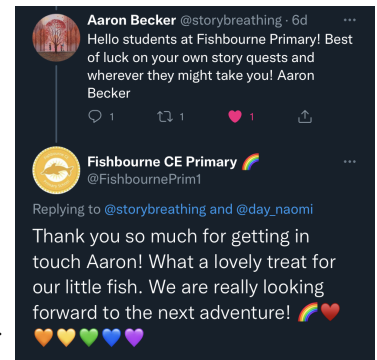 Aaron Becker @storybreathing · 6d
Hello students at Fishbourne Primary! Best
of luck on your own story quests and
wherever they might take you! Aaron
Becker
1 1 1
Fishbourne CE Primary 🌈
@FishbournePrim1
Replying to @storybreathing and @day_naomi
Thank you so much for getting in
touch Aaron! What a lovely treat for
our little fish. We are really looking
forward to the next adventure! 🌈❤️
🧡💛💚💙💜